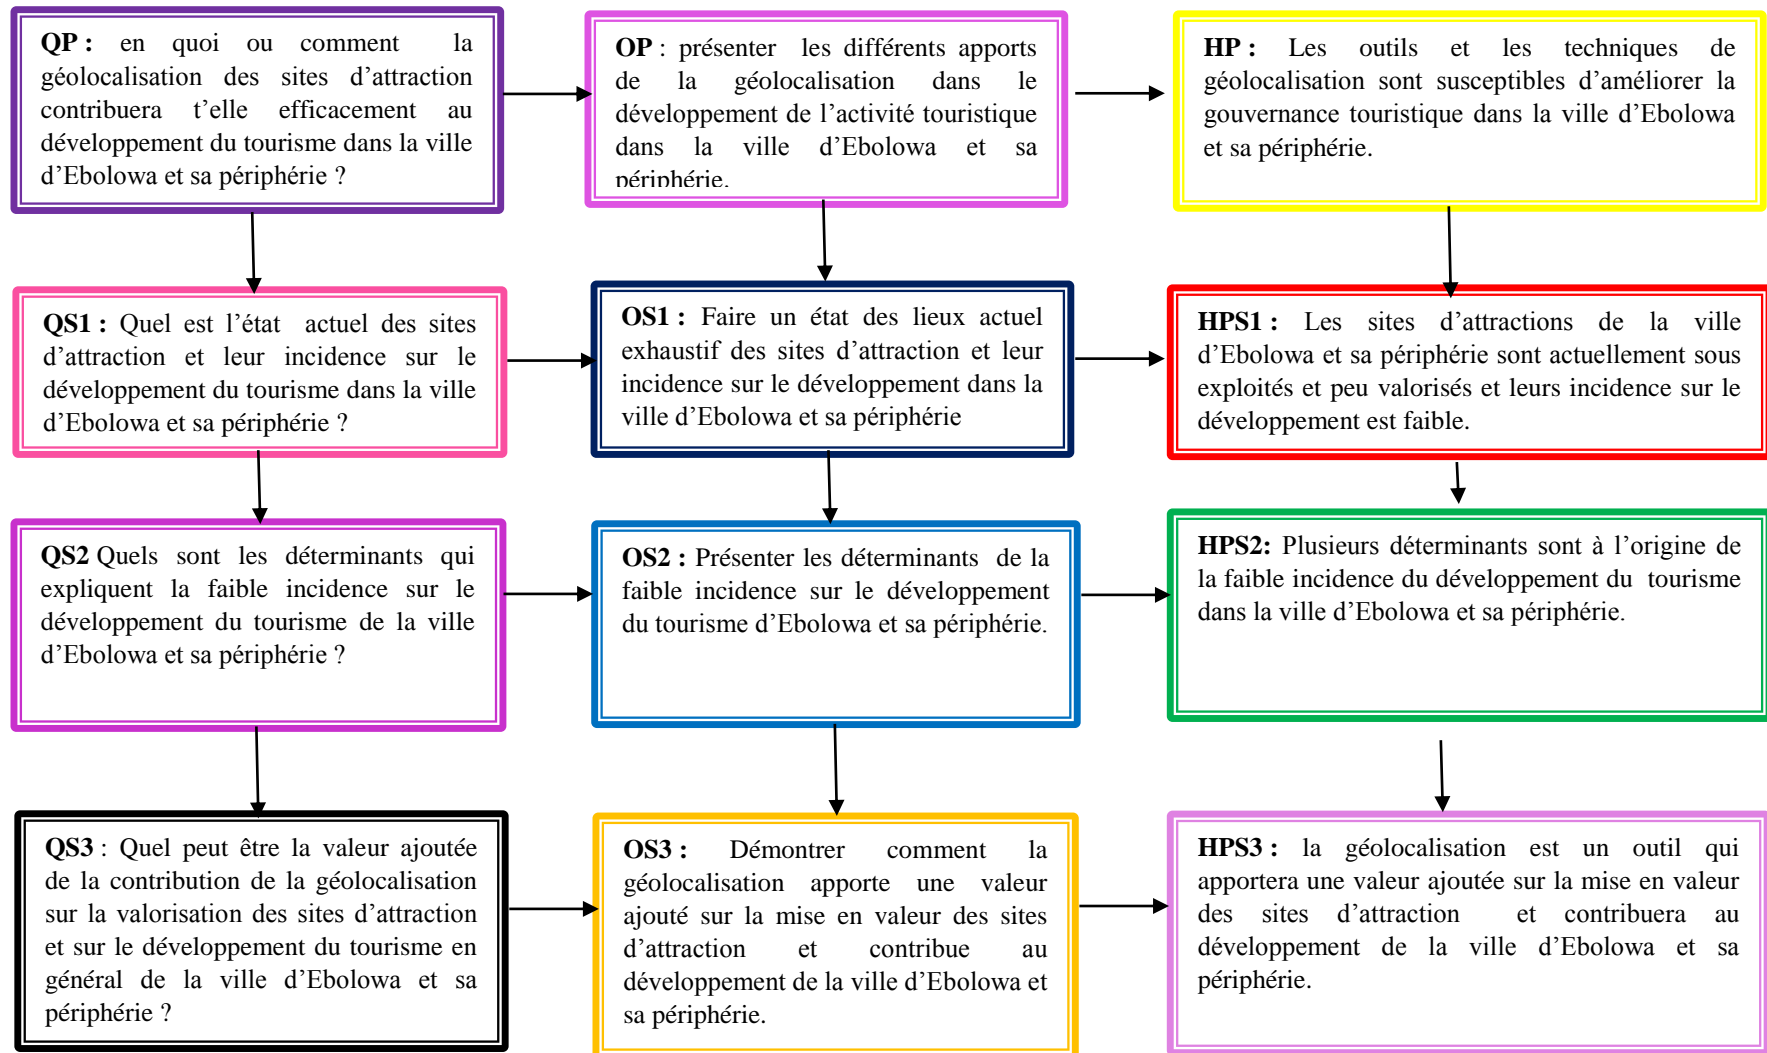 QP : en quoi ou comment la
géolocalisation des sites d’attraction
contribuera t’elle efficacement au
développement du tourisme dans la ville
d’Ebolowa et sa périphérie ?
OP : présenter les différents apports
de la géolocalisation dans le
développement de l’activité touristique
dans la ville d’Ebolowa et sa
périphérie.
HP : Les outils et les techniques de
géolocalisation sont susceptibles d’améliorer la
gouvernance touristique dans la ville d’Ebolowa
et sa périphérie.
QS1 : Quel est l’état actuel des sites
d’attraction et leur incidence sur le
développement du tourisme dans la ville
d’Ebolowa et sa périphérie ?
OS1 : Faire un état des lieux actuel
exhaustif des sites d’attraction et leur
incidence sur le développement dans la
ville d’Ebolowa et sa périphérie
HPS1 : Les sites d’attractions de la ville
d’Ebolowa et sa périphérie sont actuellement sous
exploités et peu valorisés et leurs incidence sur le
développement est faible.
QS2 Quels sont les déterminants qui
expliquent la faible incidence sur le
développement du tourisme de la ville
d’Ebolowa et sa périphérie ?
OS2 : Présenter les déterminants de la
faible incidence sur le développement
du tourisme d’Ebolowa et sa périphérie.
HPS2: Plusieurs déterminants sont à l’origine de
la faible incidence du développement du tourisme
dans la ville d’Ebolowa et sa périphérie.
QS3 : Quel peut être la valeur ajoutée
de la contribution de la géolocalisation
sur la valorisation des sites d’attraction
et sur le développement du tourisme en
général de la ville d’Ebolowa et sa
périphérie ?
OS3 : Démontrer comment la
géolocalisation apporte une valeur
ajouté sur la mise en valeur des sites
d’attraction et contribue au
développement de la ville d’Ebolowa et
sa périphérie.
HPS3 : la géolocalisation est un outil qui
apportera une valeur ajoutée sur la mise en valeur
des sites d’attraction et contribuera au
développement de la ville d’Ebolowa et sa
périphérie.